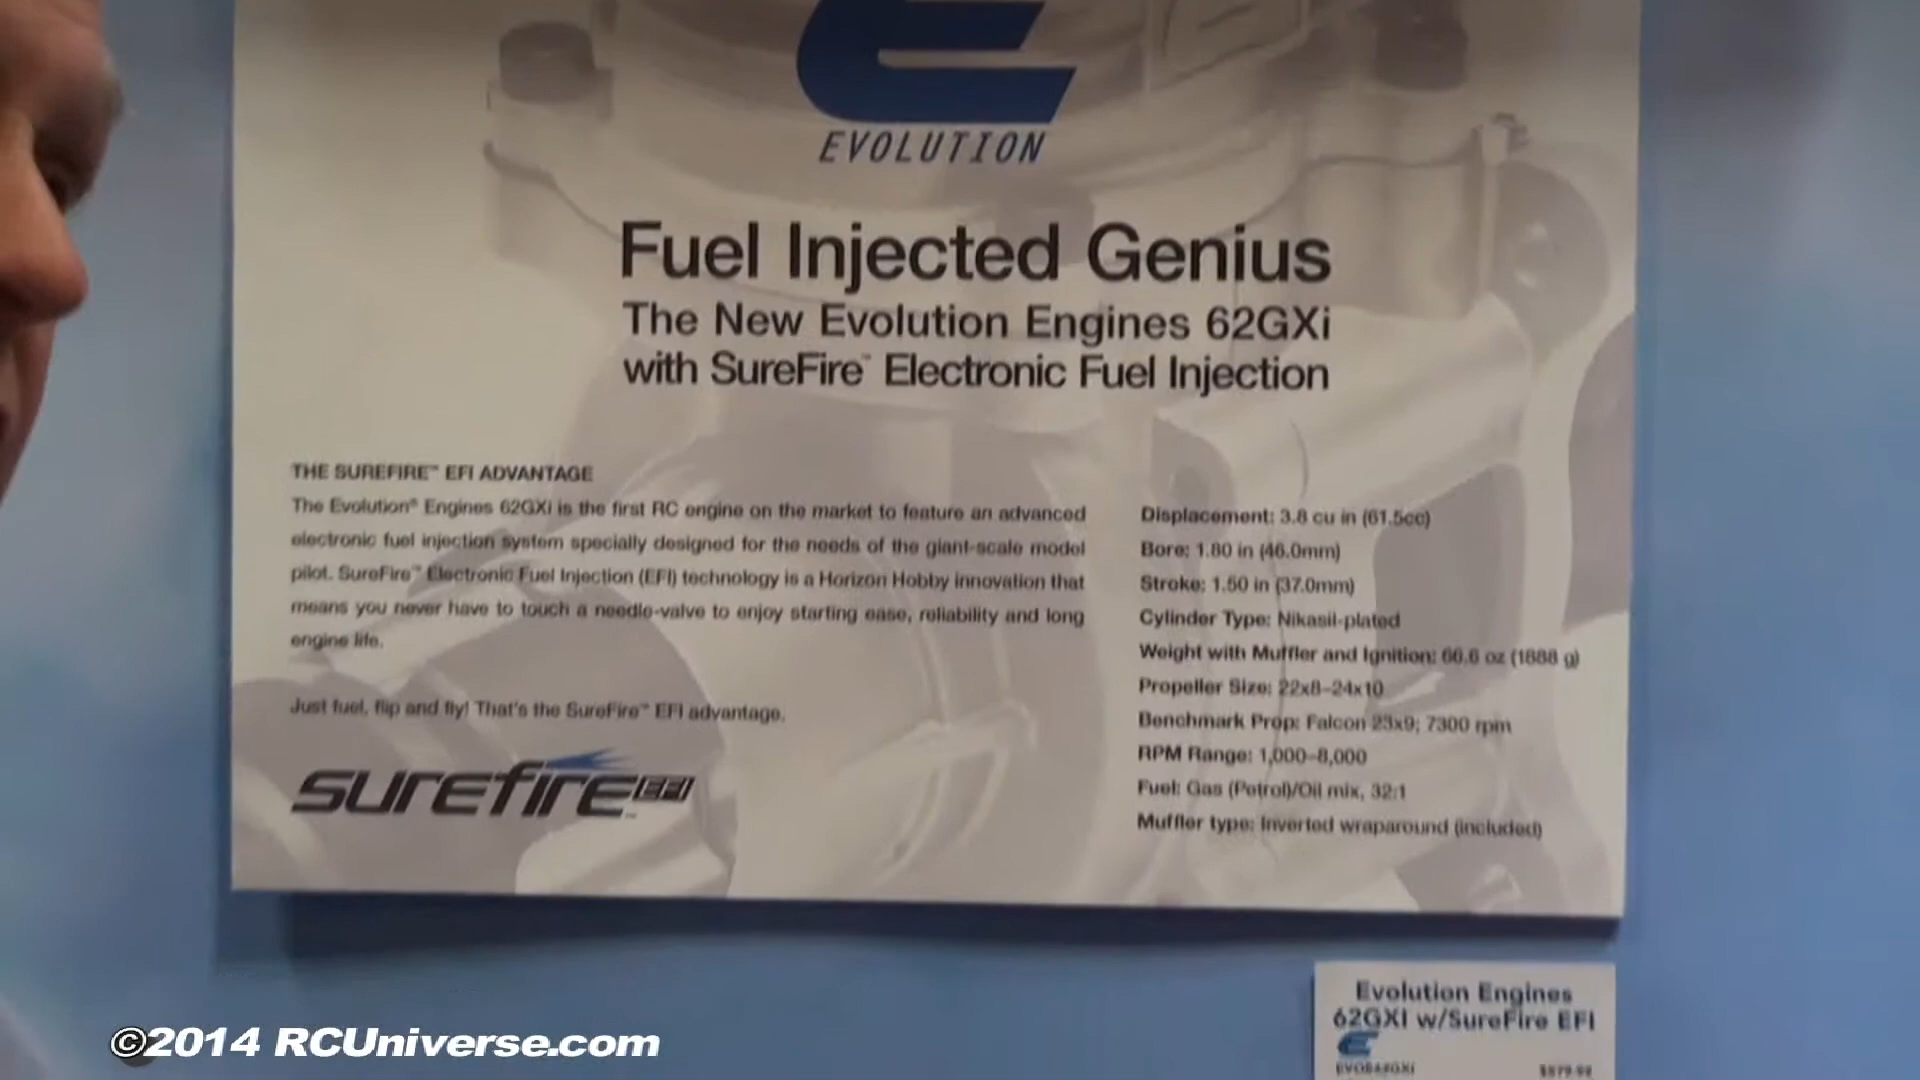 EVOLUTION
Fuel Injected Genius
The New Evolution Engines 62GXi
with SureFire™ Electronic Fuel Injection
THE SUREFIRE™ EFI ADVANTAGE
The Evolution® Engines 62GXi is the first RC engine on the market to feature an advanced
electronic fuel injection system specially designed for the needs of the giant-scale model
pilot. SureFire™ Electronic Fuel Injection (EFI) technology is a Horizon Hobby innovation that
means you never have to touch a needle-valve to enjoy starting ease, reliability and long
engine life.
Just fuel, flip and fly! That's the SureFire™ EFI advantage.
surefire EFI™
Displacement: 3.8 cu in (61.5cc)
Bore: 1.80 in (46.0mm)
Stroke: 1.50 in (37.0mm)
Cylinder Type: Nikasil-plated
Weight with Muffler and Ignition: 66.6 oz (1888 g)
Propeller Size: 22x8–24x10
Benchmark Prop: Falcon 23x9; 7300 rpm
RPM Range: 1,000–8,000
Fuel: Gas (Petrol)/Oil mix, 32:1
Muffler type: Inverted wraparound (included)
Evolution Engines
62GXI w/SureFire EFI
©2014 RCUniverse.com